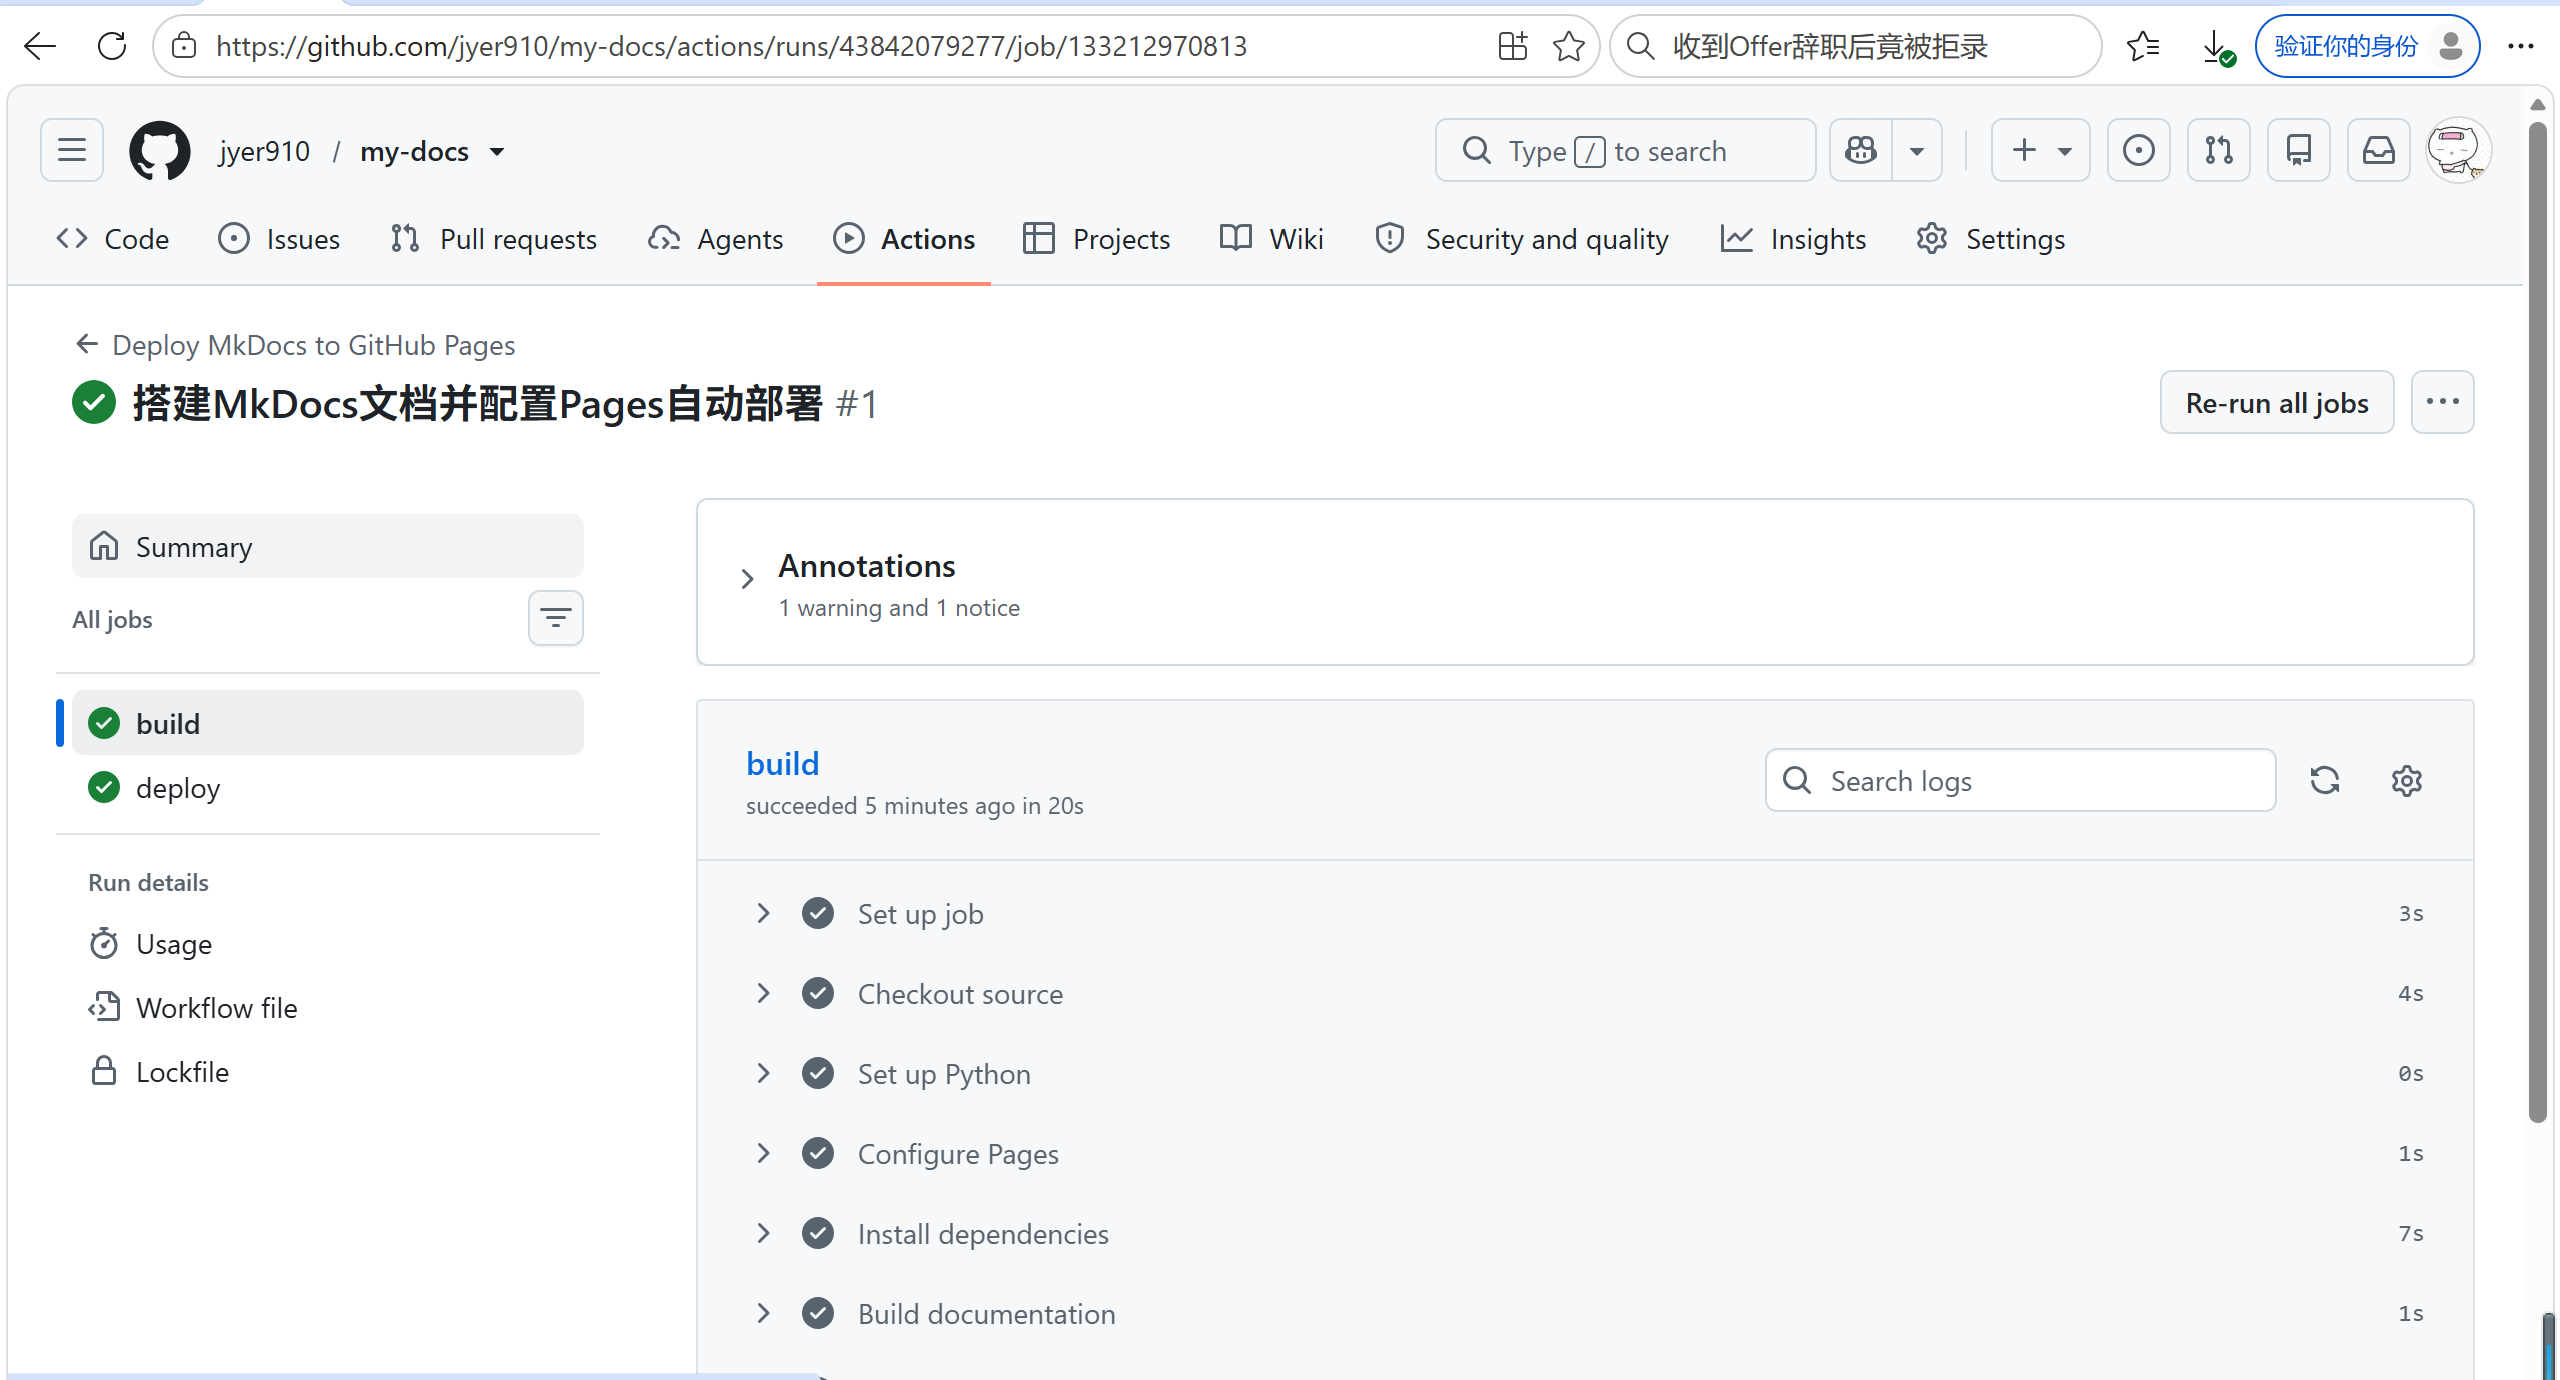 https://github.com/jyer910/my-docs/actions/runs/43842079277/job/133212970813
收到Offer辞职后竟被拒录
验证你的身份
jyer910 / my-docs
Type / to search
Code
Issues
Pull requests
Agents
Actions
Projects
Wiki
Security and quality
Insights
Settings
Deploy MkDocs to GitHub Pages
搭建MkDocs文档并配置Pages自动部署 #1
Re-run all jobs
Summary
All jobs
build
deploy
Run details
Usage
Workflow file
Lockfile
Annotations
1 warning and 1 notice
build
succeeded 5 minutes ago in 20s
Search logs
Set up job 3s
Checkout source 4s
Set up Python 0s
Configure Pages 1s
Install dependencies 7s
Build documentation 1s